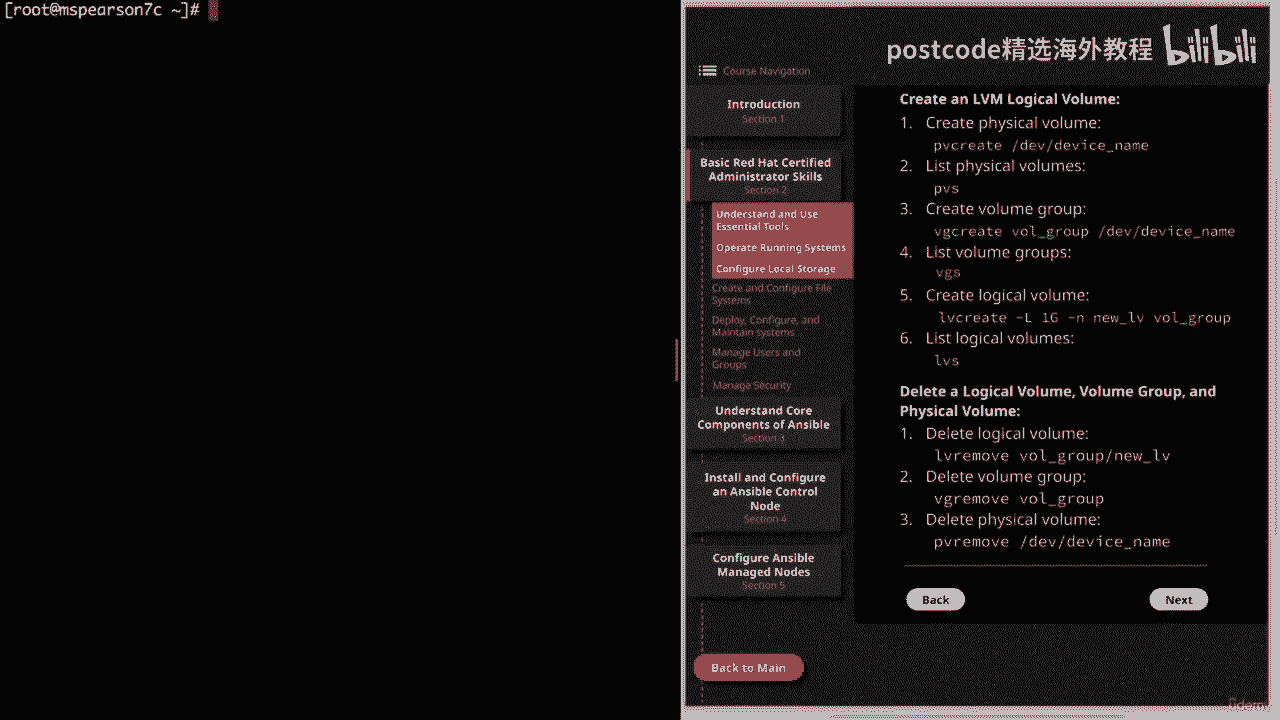 [root@mspearson7c ~]#
postcode精选海外教程 bilibili
Course Navigation
Introduction
Section 1
Basic Red Hat Certified
Administrator Skills
Section 2
Understand and Use
Essential Tools
Operate Running Systems
Configure Local Storage
Create and Configure File
Systems
Deploy, Configure, and
Maintain systems
Manage Users and
Groups
Manage Security
Understand Core
Components of Ansible
Section 3
Install and Configure
an Ansible Control
Node
Section 4
Configure Ansible
Managed Nodes
Section 5
Back to Main
Create an LVM Logical Volume:
1. Create physical volume:
pvcreate /dev/device_name
2. List physical volumes:
pvs
3. Create volume group:
vgcreate vol_group /dev/device_name
4. List volume groups:
vgs
5. Create logical volume:
lvcreate -L 1G -n new_lv vol_group
6. List logical volumes:
lvs
Delete a Logical Volume, Volume Group, and
Physical Volume:
1. Delete logical volume:
lvremove vol_group/new_lv
2. Delete volume group:
vgremove vol_group
3. Delete physical volume:
pvremove /dev/device_name
Back
Next
ûdemy